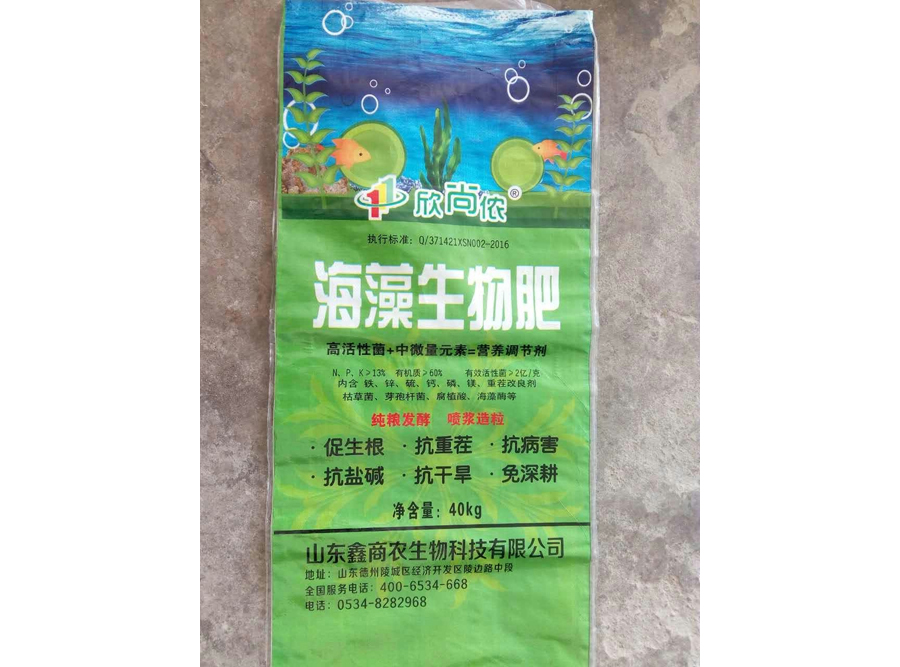 欣尚侬®
执行标准：Q/371421XSN002-2016
海藻生物肥
高活性菌+中微量元素=营养调节剂
N、P、K≥13% 有机质≥60% 有效活性菌≥2亿/克
内含 铁、锌、硫、钙、磷、镁、重茬改良剂
枯草菌、芽孢杆菌、腐植酸、海藻酶等
纯粮发酵 喷浆造粒
·促生根 ·抗重茬 ·抗病害
·抗盐碱 ·抗干旱 ·免深耕
净含量：40kg
山东鑫商农生物科技有限公司
地址：山东德州陵城区经济开发区陵边路中段
全国服务电话：400-6534-668
电话：0534-8282968